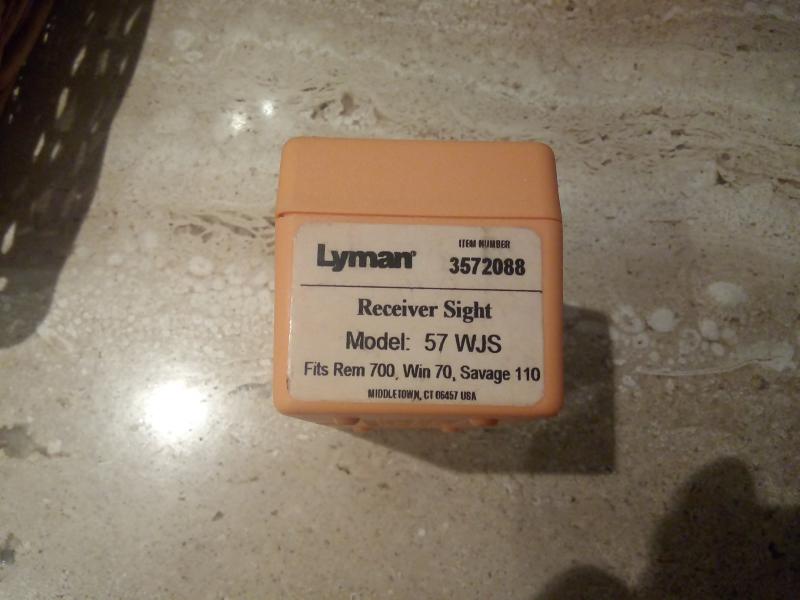 Lyman®
ITEM NUMBER
3572088
Receiver Sight
Model: 57 WJS
Fits Rem 700, Win 70, Savage 110
MIDDLETOWN, CT 06457 USA